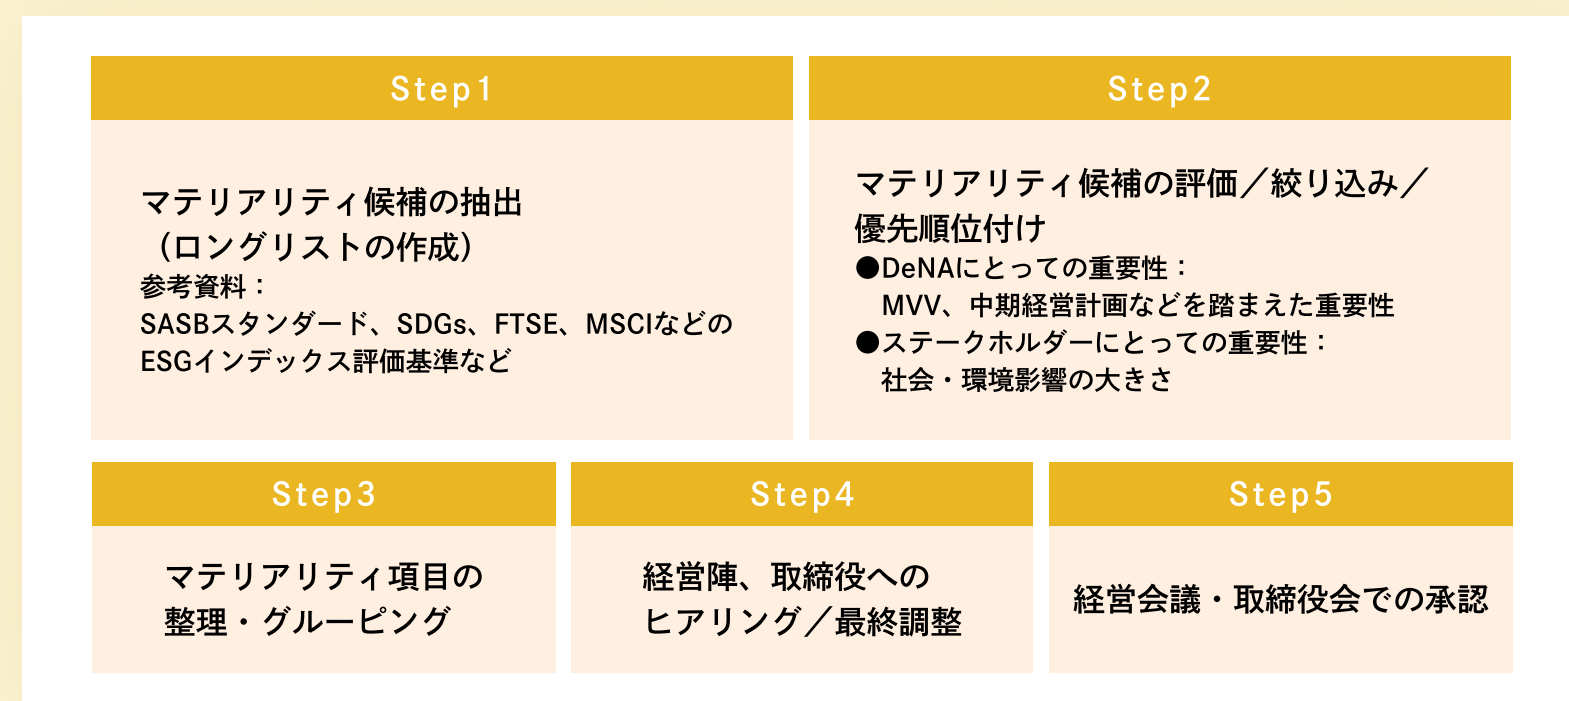 Step1
マテリアリティ候補の抽出
（ロングリストの作成）
参考資料：
SASBスタンダード、SDGs、FTSE、MSCIなどの
ESGインデックス評価基準など
Step2
マテリアリティ候補の評価／絞り込み／
優先順位付け
●DeNAにとっての重要性：
MVV、中期経営計画などを踏まえた重要性
●ステークホルダーにとっての重要性：
社会・環境影響の大きさ
Step3
マテリアリティ項目の
整理・グルーピング
Step4
経営陣、取締役への
ヒアリング／最終調整
Step5
経営会議・取締役会での承認